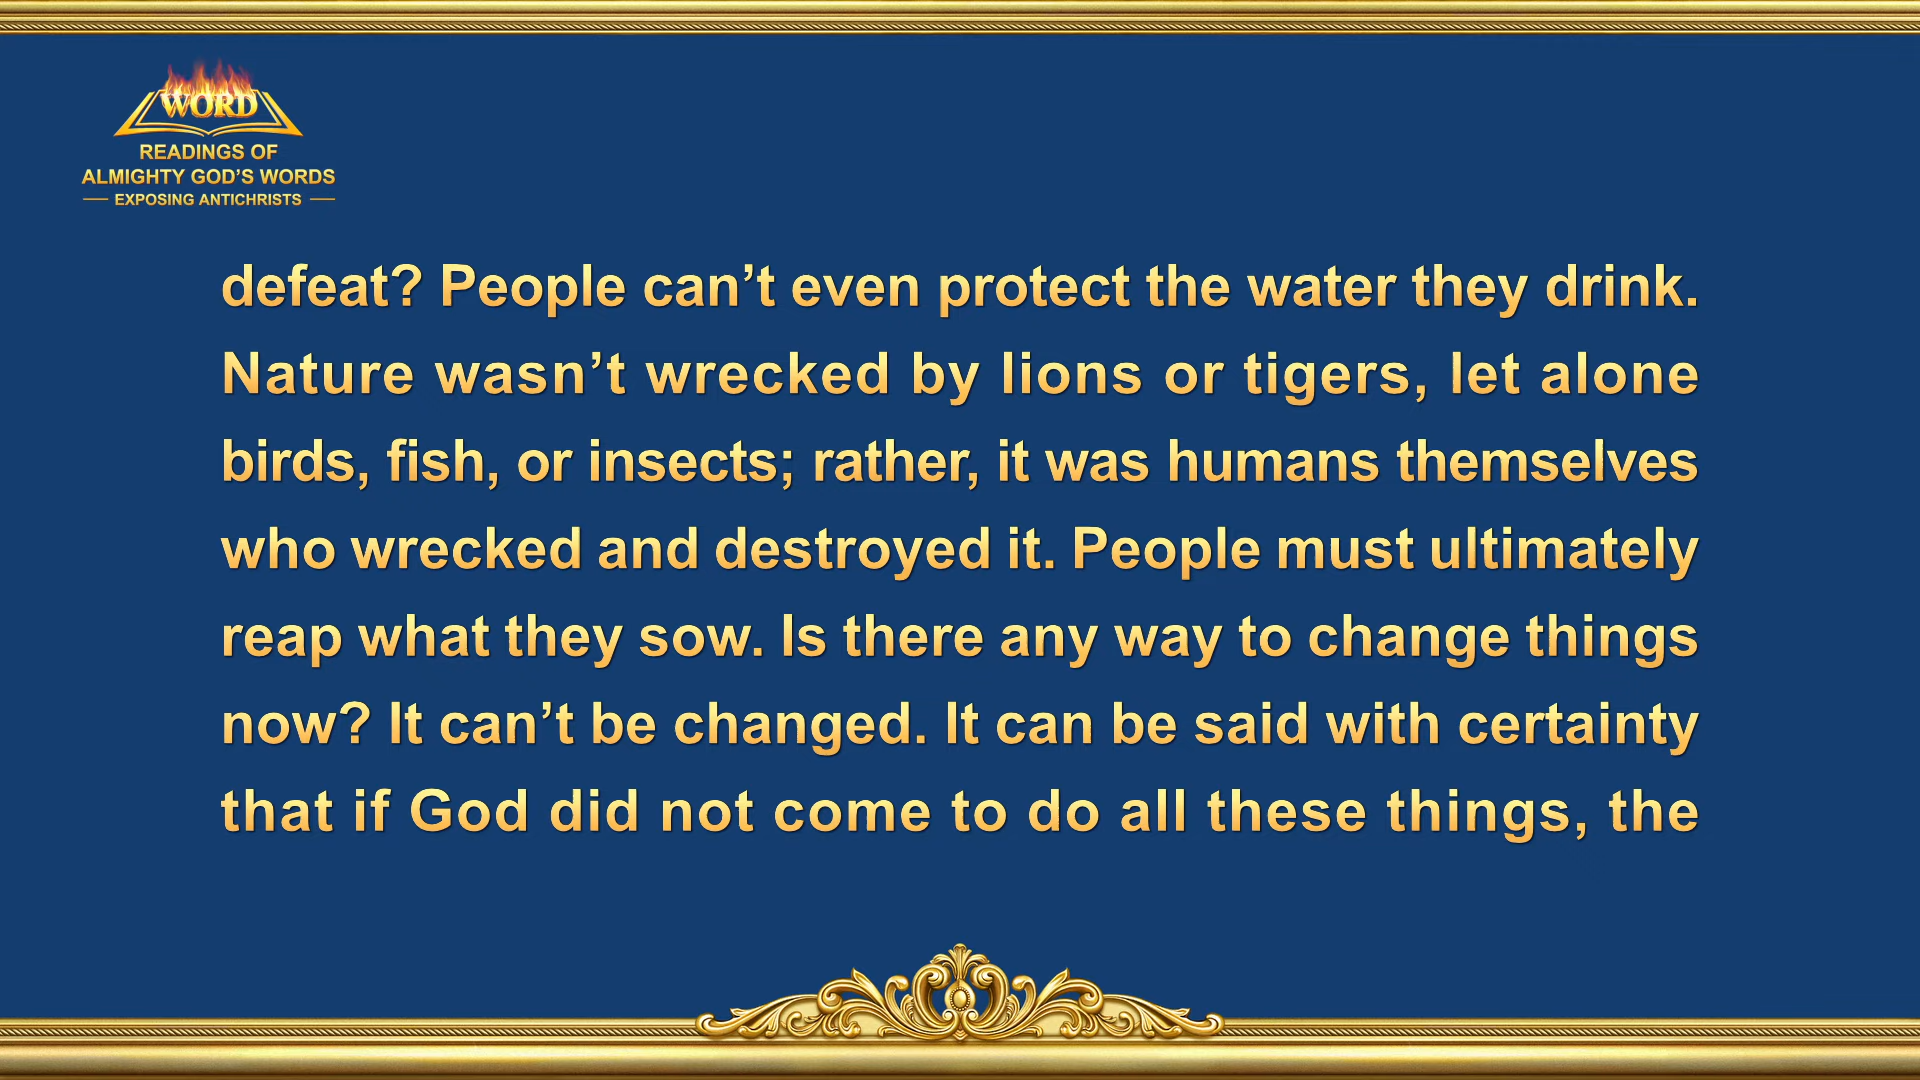 WORD
READINGS OF
ALMIGHTY GOD’S WORDS
EXPOSING ANTICHRISTS
defeat? People can’t even protect the water they drink.
Nature wasn’t wrecked by lions or tigers, let alone
birds, fish, or insects; rather, it was humans themselves
who wrecked and destroyed it. People must ultimately
reap what they sow. Is there any way to change things
now? It can’t be changed. It can be said with certainty
that if God did not come to do all these things, the